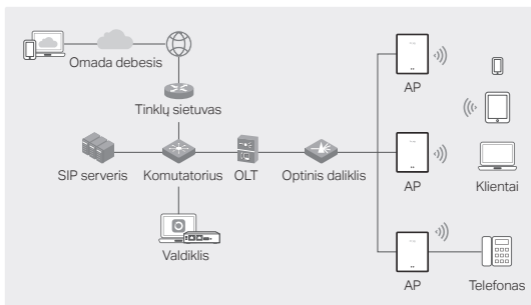 Omada debesis
Tinklų sietuvas
AP
SIP serveris
Komutatorius
OLT
Optinis daliklis
AP
Klientai
Valdiklis
AP
Telefonas